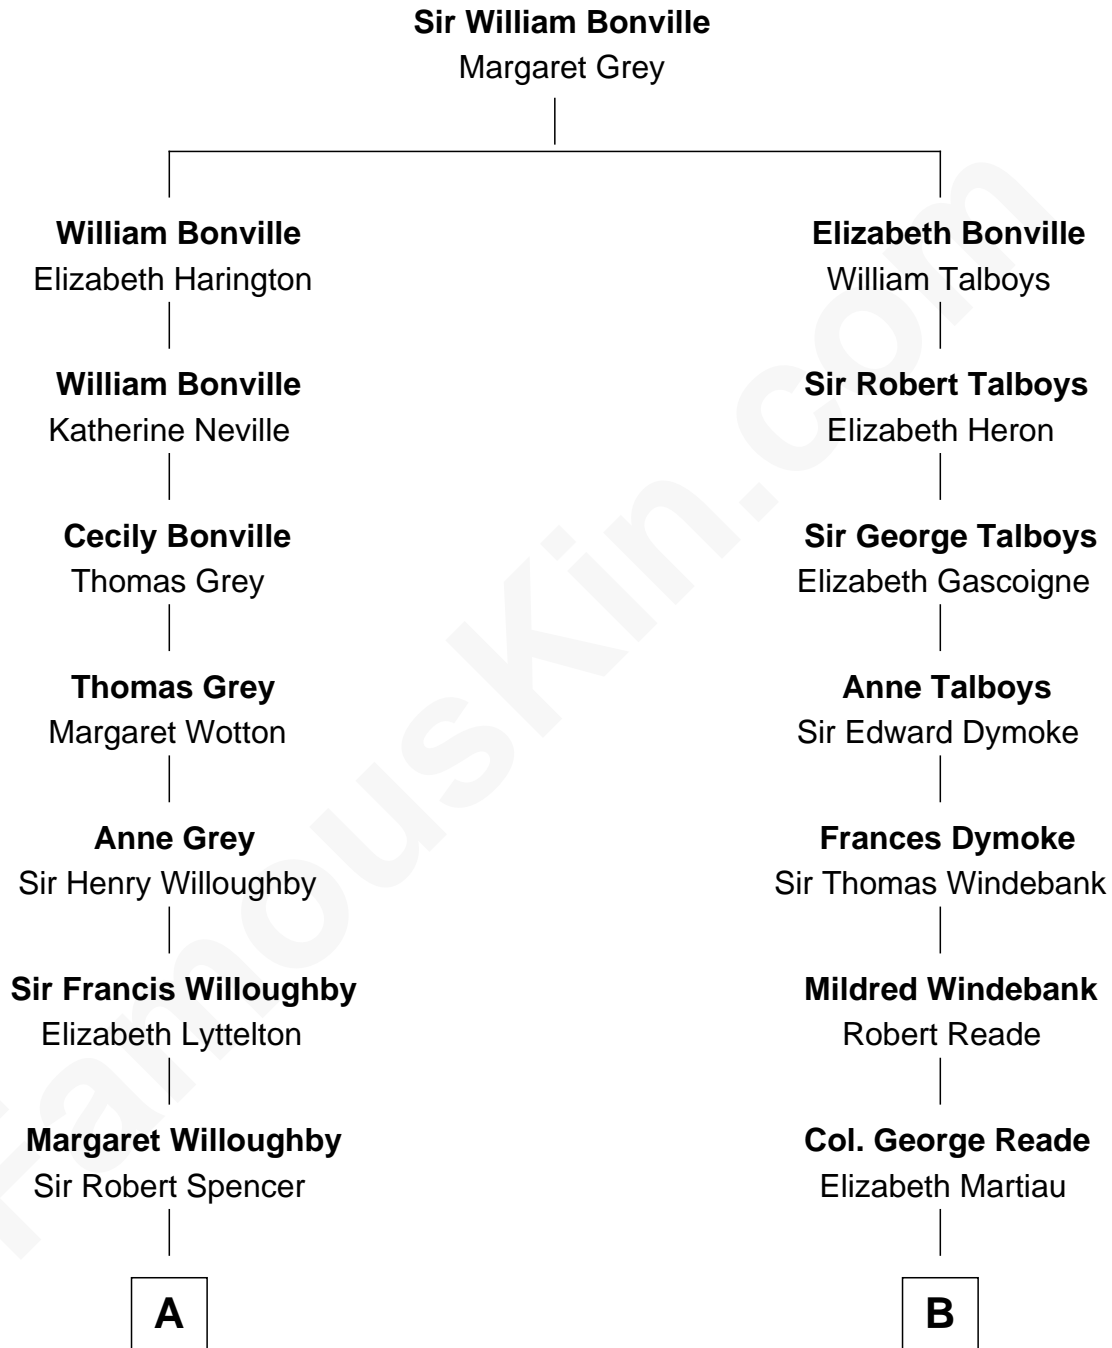 Sir William Bonville
Margaret Grey
William Bonville
Elizabeth Harington
Elizabeth Bonville
William Talboys
William Bonville
Katherine Neville
Sir Robert Talboys
Elizabeth Heron
Cecily Bonville
Thomas Grey
Sir George Talboys
Elizabeth Gascoigne
Thomas Grey
Margaret Wotton
Anne Talboys
Sir Edward Dymoke
Anne Grey
Sir Henry Willoughby
Frances Dymoke
Sir Thomas Windebank
Sir Francis Willoughby
Elizabeth Lyttelton
Mildred Windebank
Robert Reade
Margaret Willoughby
Sir Robert Spencer
Col. George Reade
Elizabeth Martiau
A
B
FamousKin.com